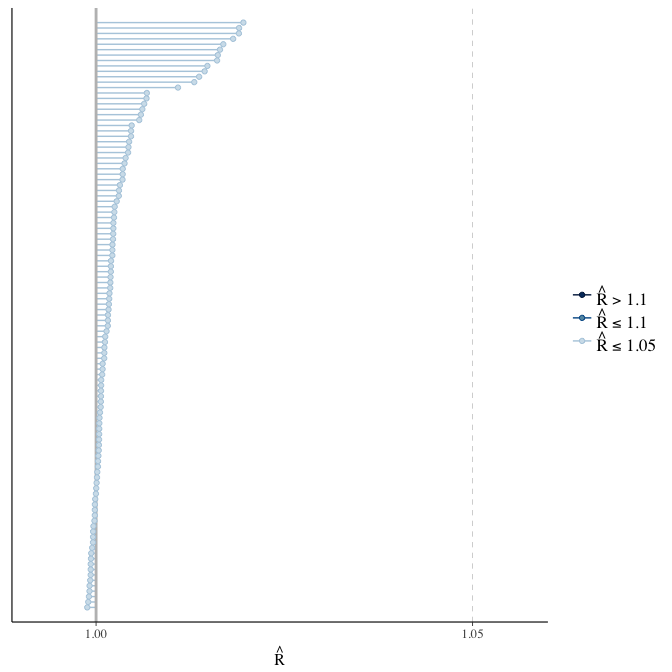 R̂ > 1.1
R̂ ≤ 1.1
R̂ ≤ 1.05
1.00 1.05
R̂